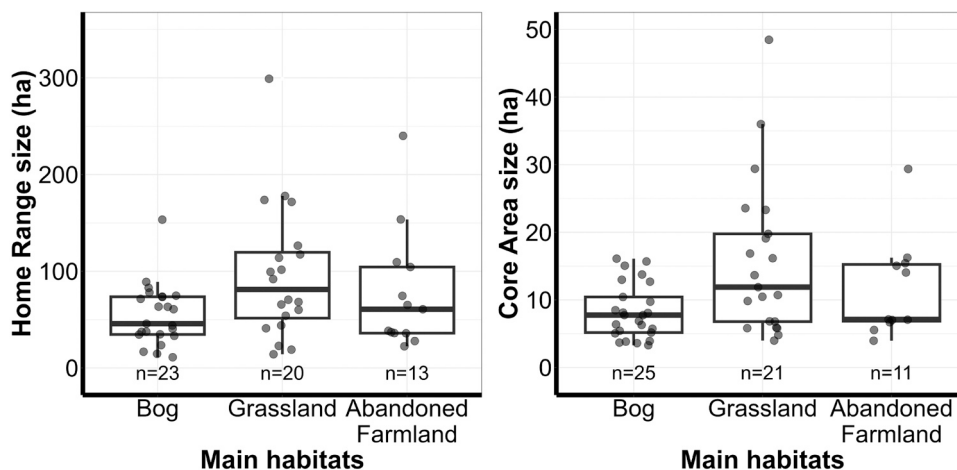 Home Range size (ha)
300
200
100
0
n=23 n=20 n=13
Bog Grassland Abandoned
Farmland
Main habitats
Core Area size (ha)
50
40
30
20
10
0
n=25 n=21 n=11
Bog Grassland Abandoned
Farmland
Main habitats